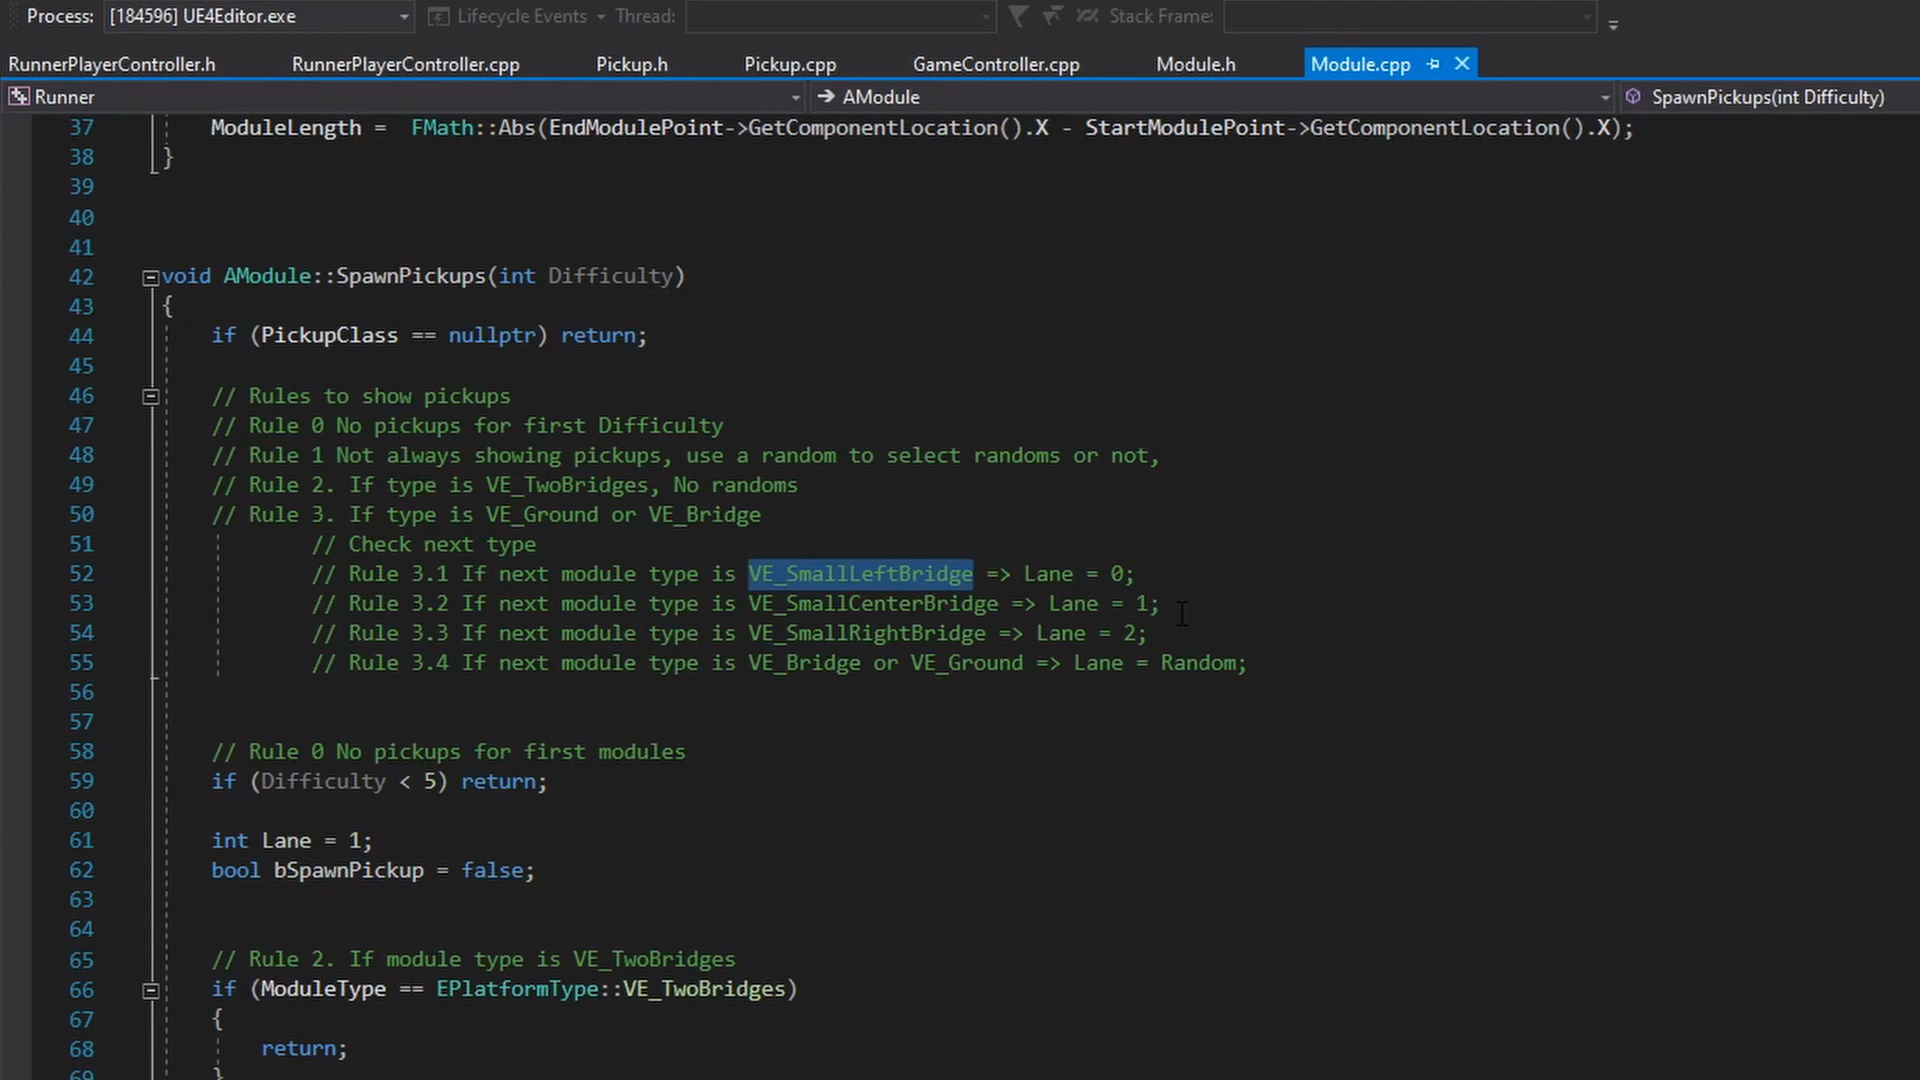 Process: [184596] UE4Editor.exe Lifecycle Events Thread: Stack Frame:
RunnerPlayerController.h RunnerPlayerController.cpp Pickup.h Pickup.cpp GameController.cpp Module.h Module.cpp
Runner AModule SpawnPickups(int Difficulty)
37 ModuleLength = FMath::Abs(EndModulePoint->GetComponentLocation().X - StartModulePoint->GetComponentLocation().X);
38 }
39
40
41
42 void AModule::SpawnPickups(int Difficulty)
43 {
44 if (PickupClass == nullptr) return;
45
46 // Rules to show pickups
47 // Rule 0 No pickups for first Difficulty
48 // Rule 1 Not always showing pickups, use a random to select randoms or not,
49 // Rule 2. If type is VE_TwoBridges, No randoms
50 // Rule 3. If type is VE_Ground or VE_Bridge
51 // Check next type
52 // Rule 3.1 If next module type is VE_SmallLeftBridge => Lane = 0;
53 // Rule 3.2 If next module type is VE_SmallCenterBridge => Lane = 1;
54 // Rule 3.3 If next module type is VE_SmallRightBridge => Lane = 2;
55 // Rule 3.4 If next module type is VE_Bridge or VE_Ground => Lane = Random;
56
57
58 // Rule 0 No pickups for first modules
59 if (Difficulty < 5) return;
60
61 int Lane = 1;
62 bool bSpawnPickup = false;
63
64
65 // Rule 2. If module type is VE_TwoBridges
66 if (ModuleType == EPlatformType::VE_TwoBridges)
67 {
68 return;
69 }